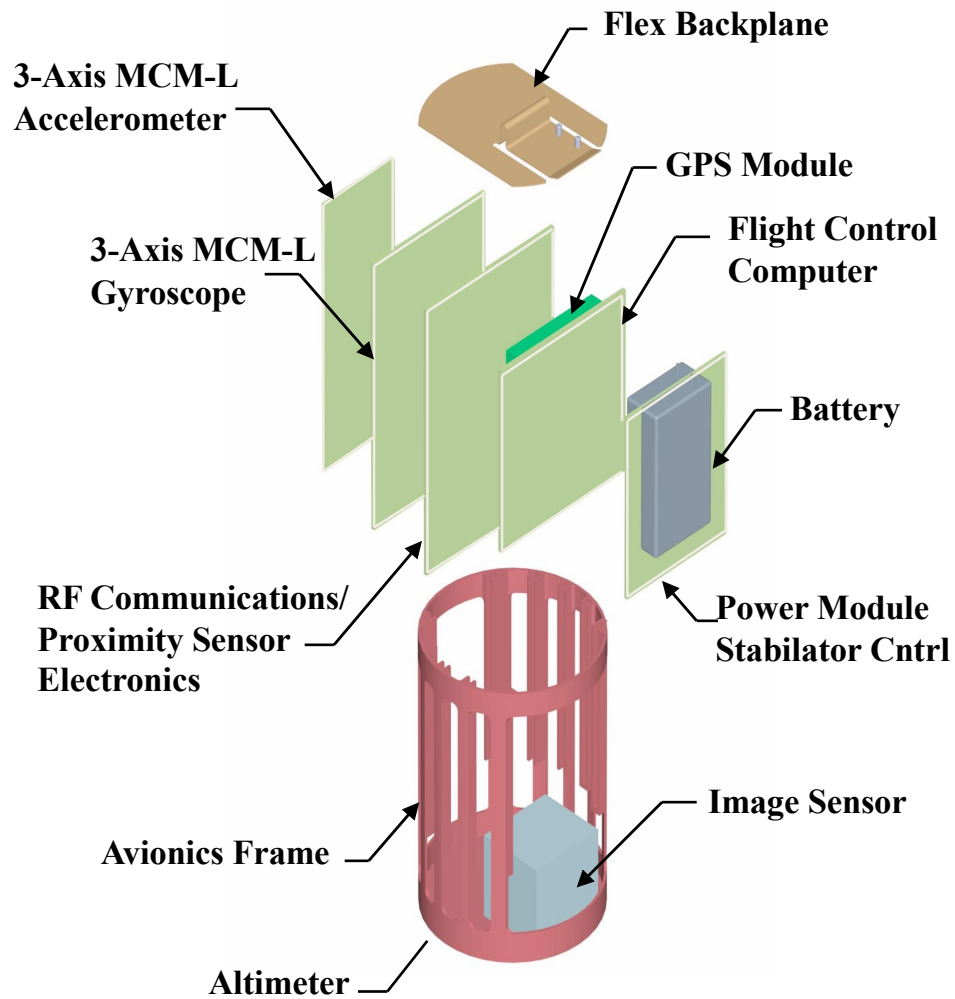 Flex Backplane
3-Axis MCM-L
Accelerometer
GPS Module
3-Axis MCM-L
Gyroscope
Flight Control
Computer
Battery
RF Communications/
Proximity Sensor
Electronics
Power Module
Stabilator Cntrl
Image Sensor
Avionics Frame
Altimeter